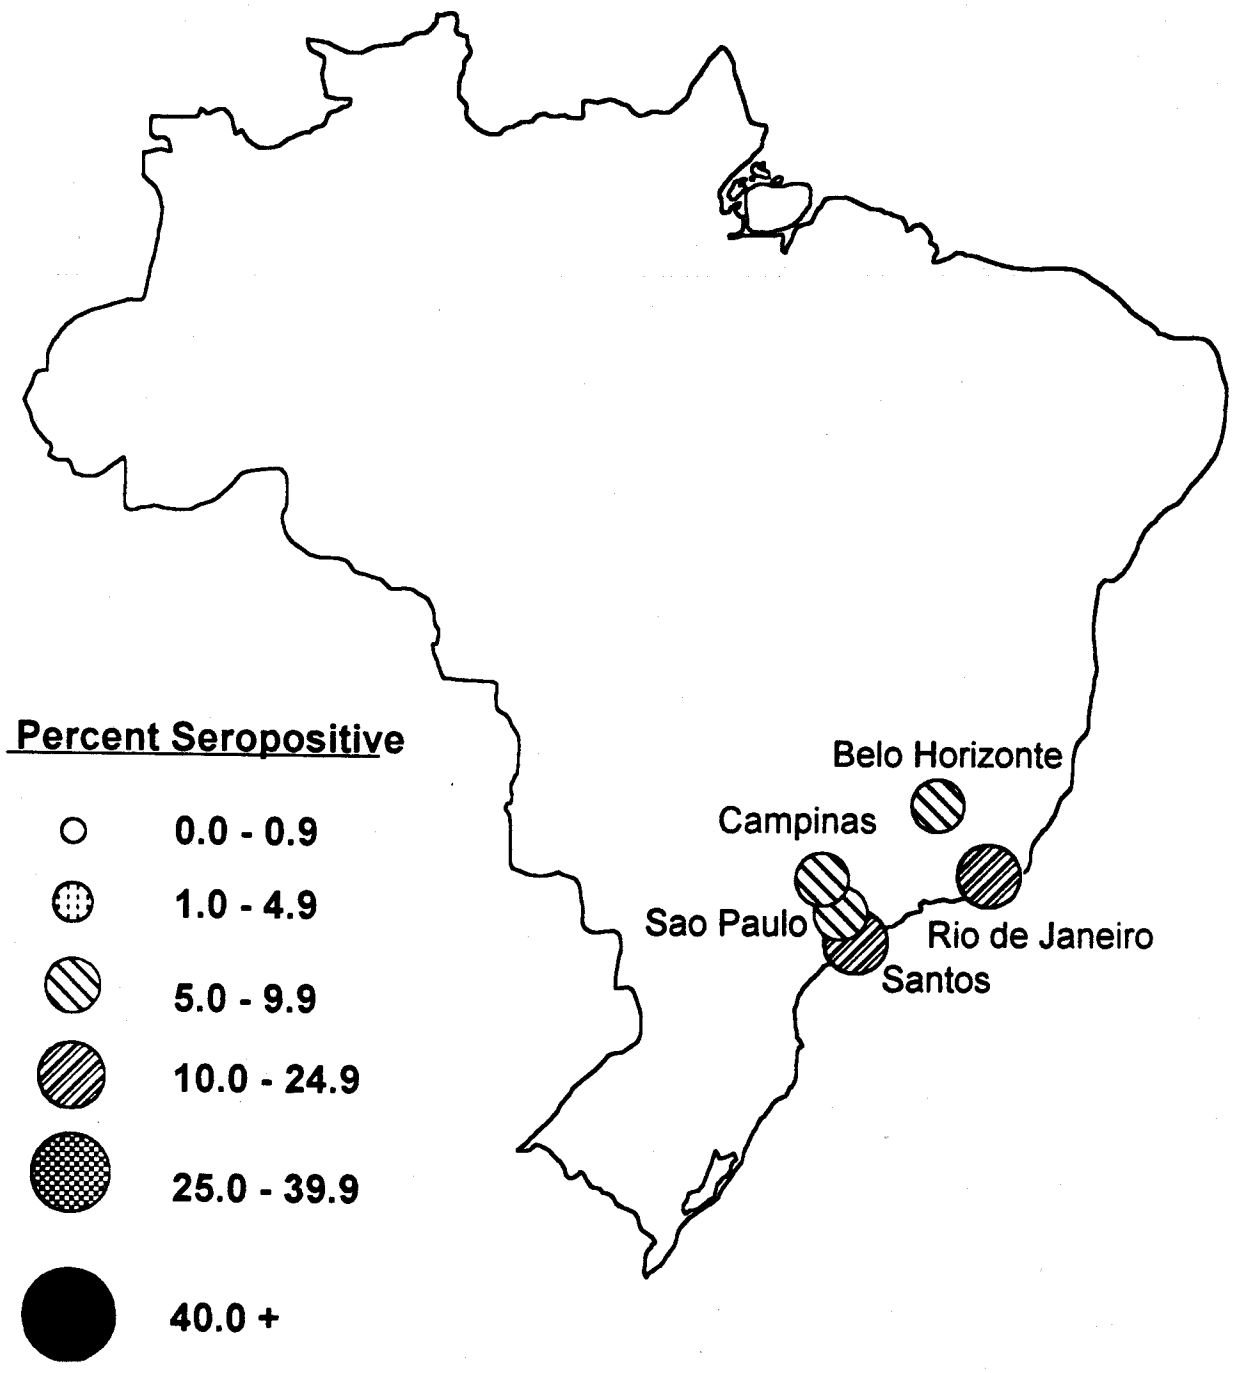 Percent Seropositive
0.0 - 0.9
1.0 - 4.9
5.0 - 9.9
10.0 - 24.9
25.0 - 39.9
40.0 +
Belo Horizonte
Campinas
Sao Paulo
Rio de Janeiro
Santos